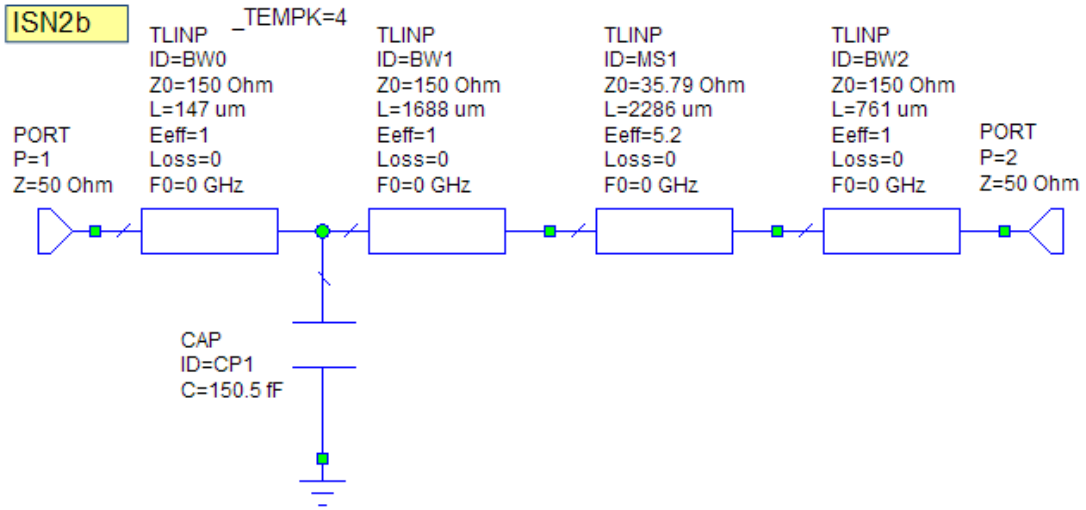 ISN2b
_TEMPK=4
TLINP
ID=BW0
Z0=150 Ohm
L=147 um
Eeff=1
Loss=0
F0=0 GHz
TLINP
ID=BW1
Z0=150 Ohm
L=1688 um
Eeff=1
Loss=0
F0=0 GHz
TLINP
ID=MS1
Z0=35.79 Ohm
L=2286 um
Eeff=5.2
Loss=0
F0=0 GHz
TLINP
ID=BW2
Z0=150 Ohm
L=761 um
Eeff=1
Loss=0
F0=0 GHz
PORT
P=1
Z=50 Ohm
PORT
P=2
Z=50 Ohm
CAP
ID=CP1
C=150.5 fF